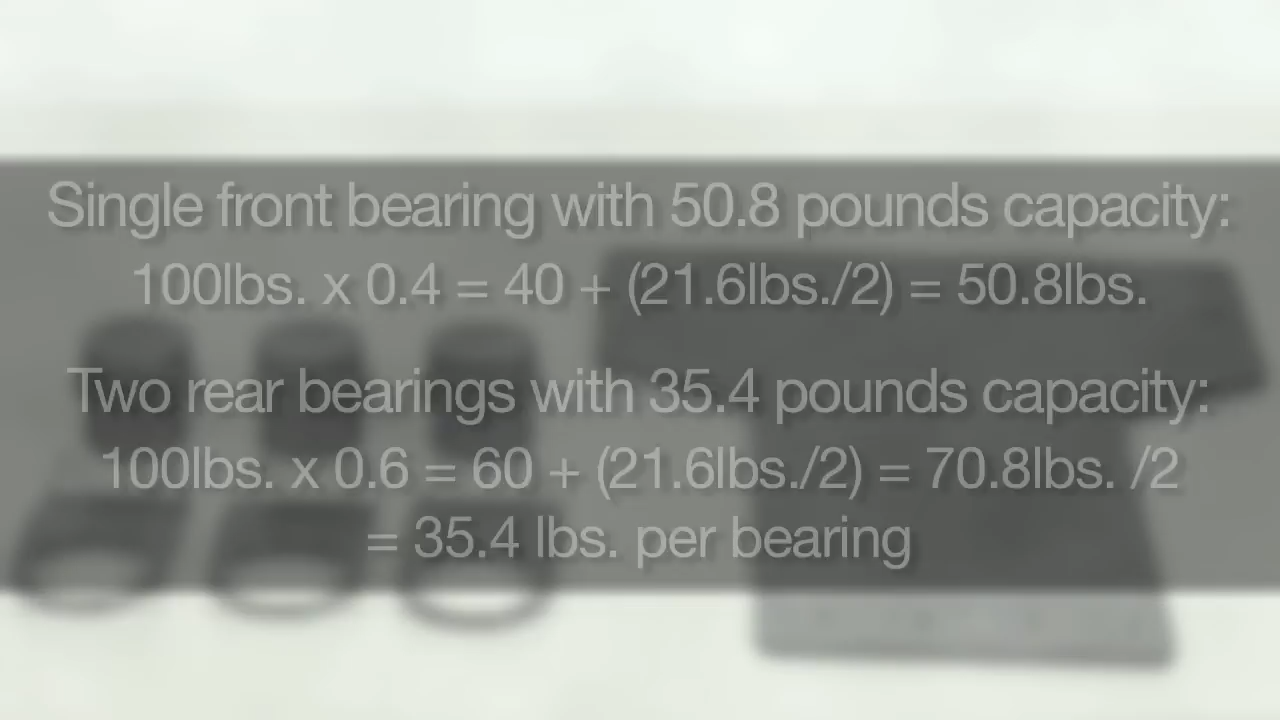 Single front bearing with 50.8 pounds capacity:
100lbs. x 0.4 = 40 + (21.6lbs./2) = 50.8lbs.
Two rear bearings with 35.4 pounds capacity:
100lbs. x 0.6 = 60 + (21.6lbs./2) = 70.8lbs. /2
= 35.4 lbs. per bearing